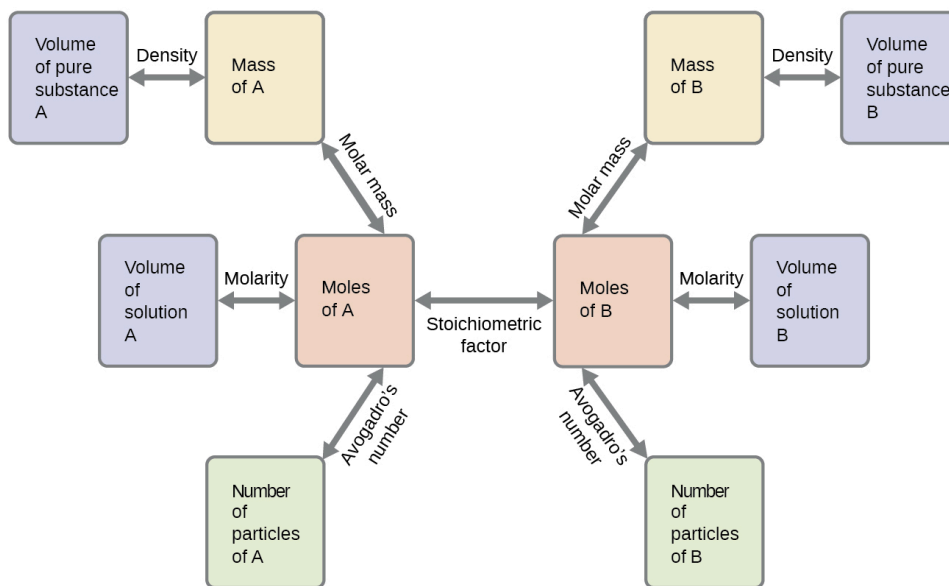 Volume
of pure
substance
A
Density
Mass
of A
Mass
of B
Density
Volume
of pure
substance
B
Molar mass
Molar mass
Volume
of
solution
A
Molarity
Moles
of A
Stoichiometric
factor
Moles
of B
Molarity
Volume
of
solution
B
Avogadro’s
number
Avogadro’s
number
Number
of
particles
of A
Number
of
particles
of B